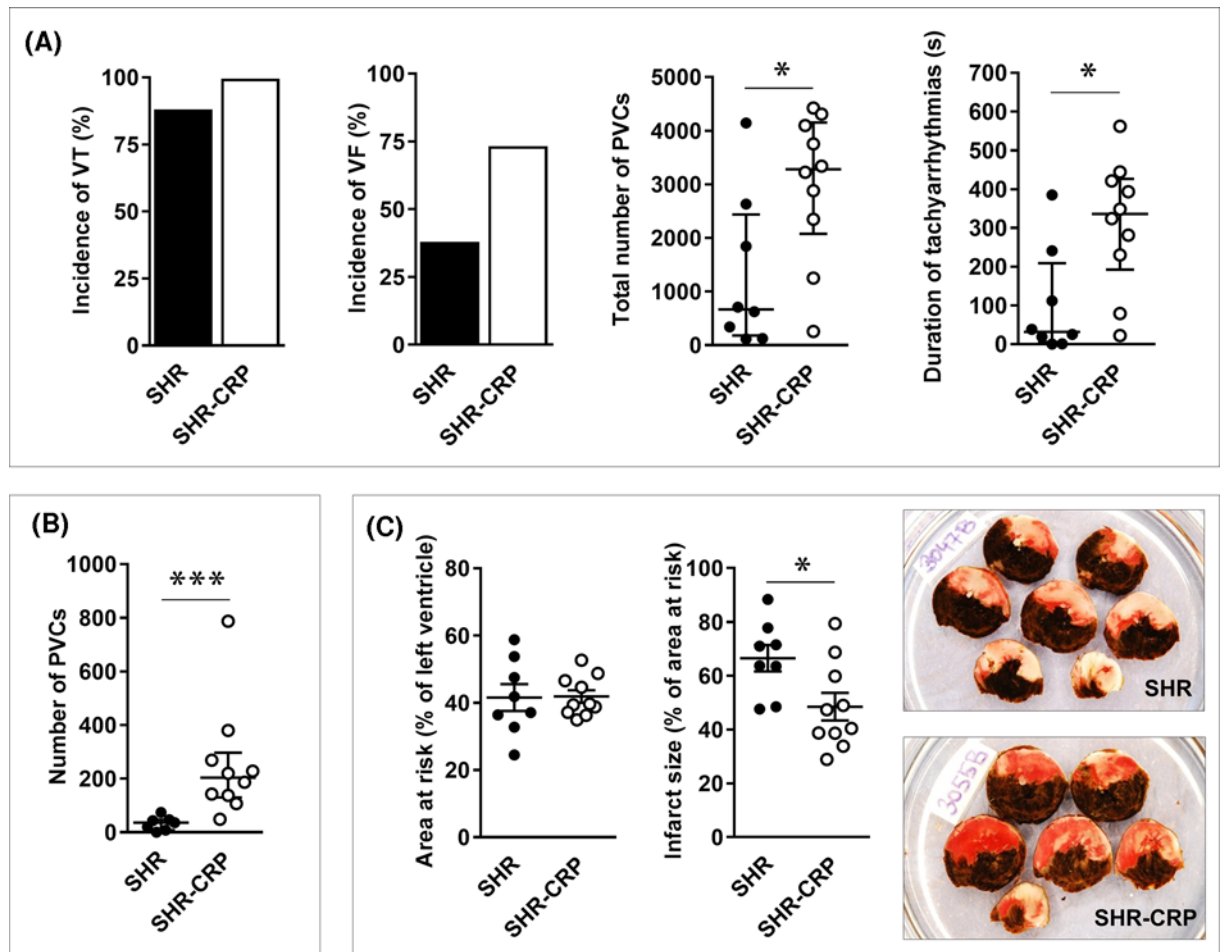 (A)
Incidence of VT (%)
100
75
50
25
0
SHR
SHR-CRP
Incidence of VF (%)
100
75
50
25
0
SHR
SHR-CRP
Total number of PVCs
5000
4000
3000
2000
1000
0
*
SHR
SHR-CRP
Duration of tachyarrhythmias (s)
700
600
500
400
300
200
100
0
*
SHR
SHR-CRP
(B)
Number of PVCs
1000
800
600
400
200
0
***
SHR
SHR-CRP
(C)
Area at risk (% of left ventricle)
80
60
40
20
0
SHR
SHR-CRP
Infarct size (% of area at risk)
100
80
60
40
20
0
*
SHR
SHR-CRP
3047B
SHR
3055B
SHR-CRP